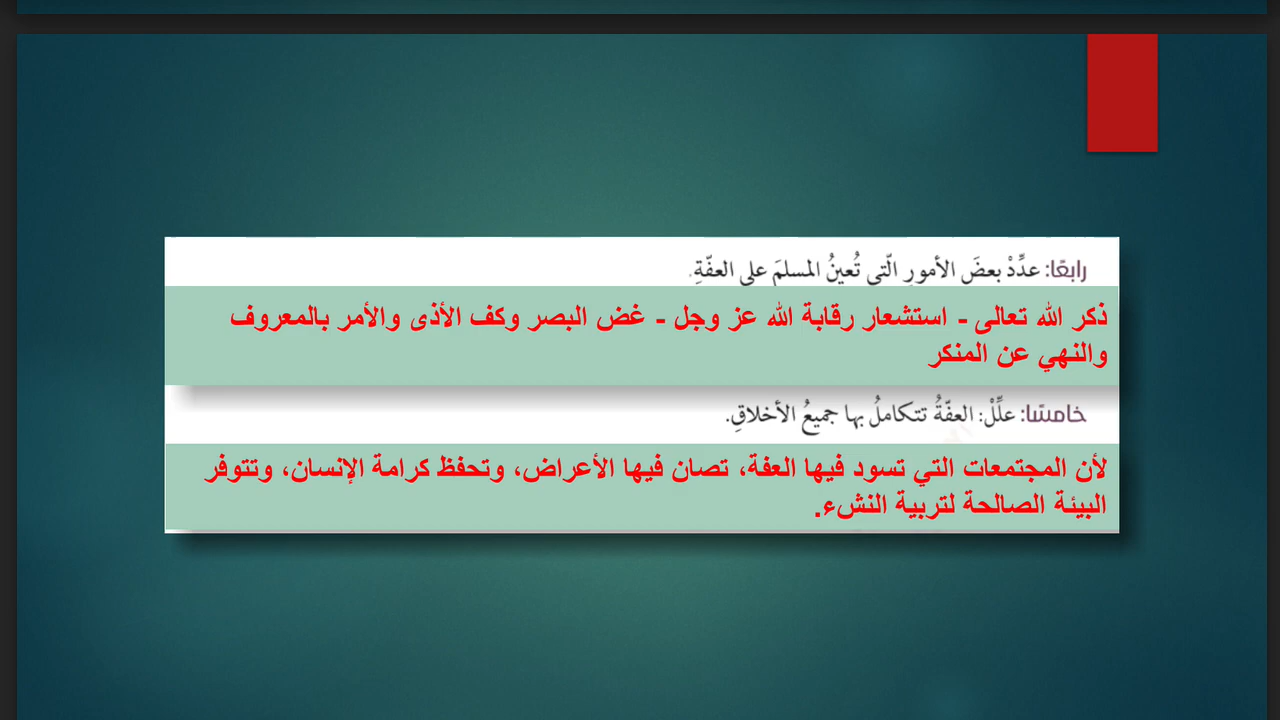 رابعًا: عدِّدْ بعضَ الأمورِ الّتي تُعينُ المسلمَ على العفّةِ.
ذكر الله تعالى - استشعار رقابة الله عز وجل - غض البصر وكف الأذى والأمر بالمعروف
والنهي عن المنكر
خامسًا: علِّلْ: العفّةُ تتكاملُ بها جميعُ الأخلاقِ.
لأن المجتمعات التي تسود فيها العفة، تصان فيها الأعراض، وتحفظ كرامة الإنسان، وتتوفر
البيئة الصالحة لتربية النشء.